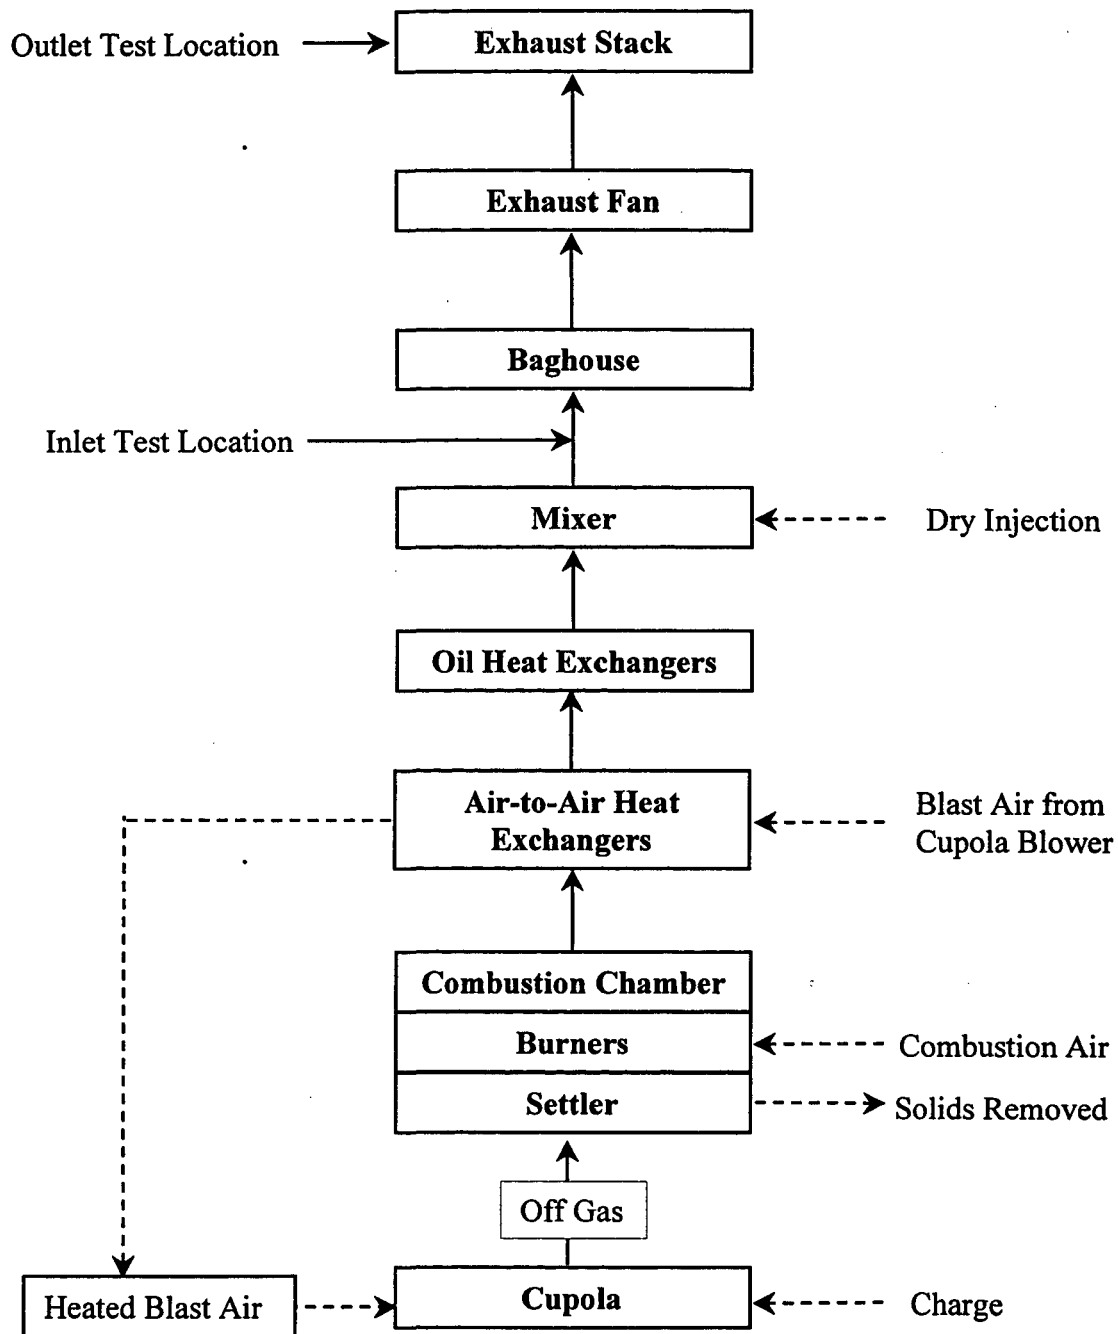 Outlet Test Location
Exhaust Stack
Exhaust Fan
Baghouse
Inlet Test Location
Mixer
Dry Injection
Oil Heat Exchangers
Air-to-Air Heat
Exchangers
Blast Air from
Cupola Blower
Combustion Chamber
Burners
Combustion Air
Settler
Solids Removed
Off Gas
Heated Blast Air
Cupola
Charge